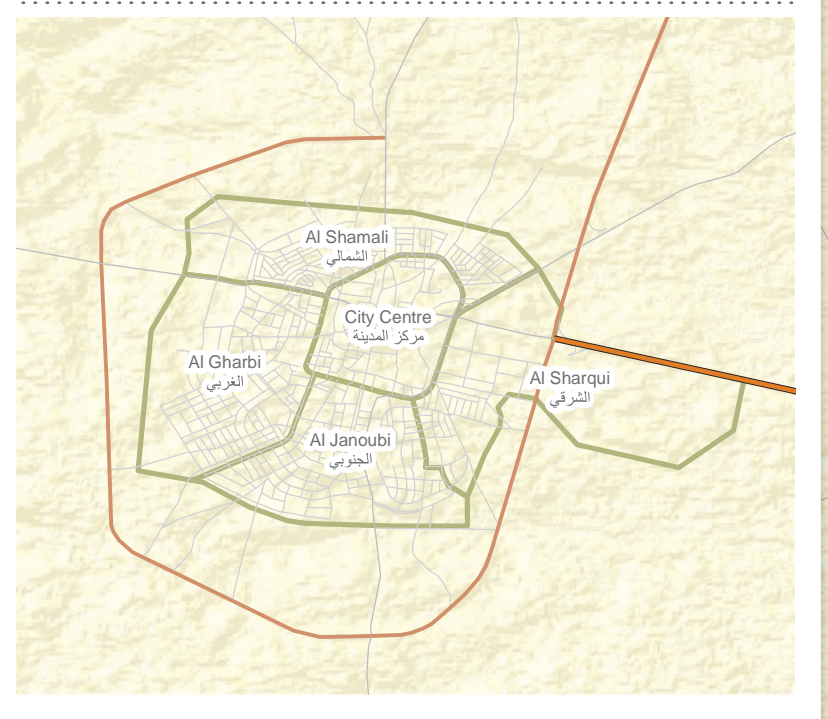 Al Shamali
الشمالي
City Centre
مركز المدينة
Al Gharbi
الغربي
Al Sharqui
الشرقي
Al Janoubi
الجنوبي